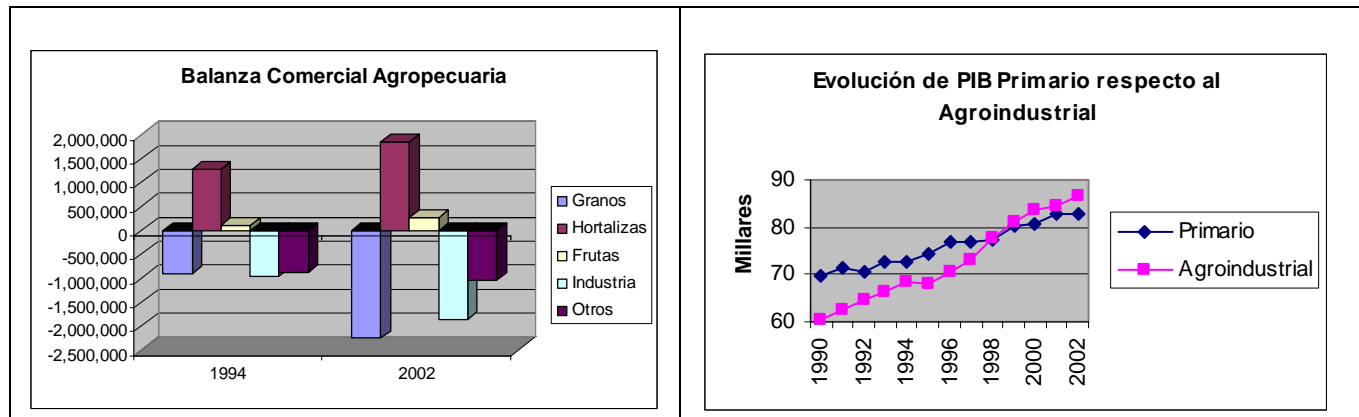 Balanza Comercial Agropecuaria
2,000,000
1,500,000
1,000,000
500,000
0
-500,000
-1,000,000
-1,500,000
-2,000,000
-2,500,000
1994
2002
Granos
Hortalizas
Frutas
Industria
Otros
Evolución de PIB Primario respecto al
Agroindustrial
Millares
90
80
70
60
1990
1992
1994
1996
1998
2000
2002
Primario
Agroindustrial